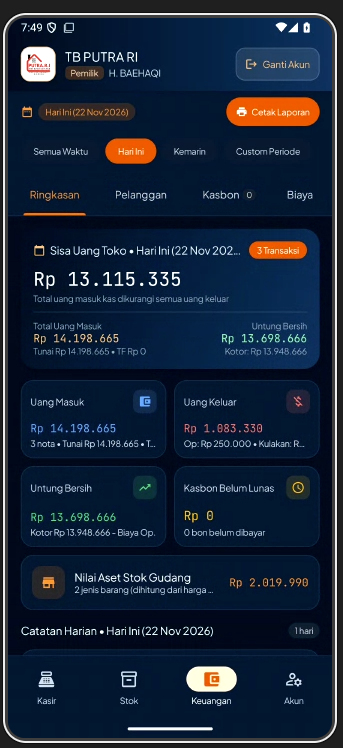 7:49
PUTRA R.I
TB PUTRA RI
Pemilik H. BAEHAQI
Ganti Akun
Hari Ini (22 Nov 2026)
Cetak Laporan
Semua Waktu Hari Ini Kemarin Custom Periode
Ringkasan Pelanggan Kasbon 0 Biaya
Sisa Uang Toko • Hari Ini (22 Nov 202... 3 Transaksi
Rp 13.115.335
Total uang masuk kas dikurangi semua uang keluar
Total Uang Masuk Untung Bersih
Rp 14.198.665 Rp 13.698.666
Tunai Rp 14.198.665 • TF Rp 0 Kotor: Rp 13.948.666
Uang Masuk
Rp 14.198.665
3 nota • Tunai Rp 14.198.665 • T...
Uang Keluar
Rp 1.083.330
Op: Rp 250.000 • Kulakan: R...
Untung Bersih
Rp 13.698.666
Kotor Rp 13.948.666 - Biaya Op.
Kasbon Belum Lunas
Rp 0
0 bon belum dibayar
Nilai Aset Stok Gudang Rp 2.019.990
2 jenis barang (dihitung dari harga ...
Catatan Harian • Hari Ini (22 Nov 2026) 1 hari
Kasir Stok Keuangan Akun